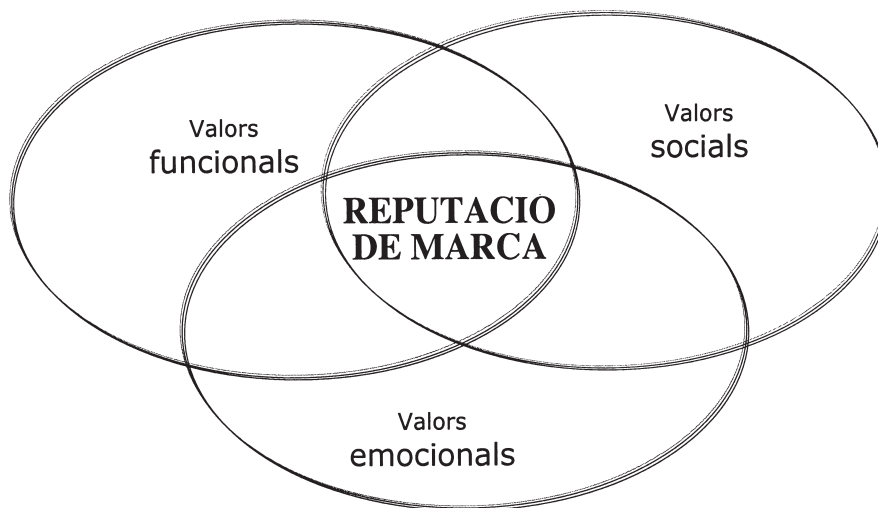 Valors
funcionals
Valors
socials
REPUTACIO
DE MARCA
Valors
emocionals